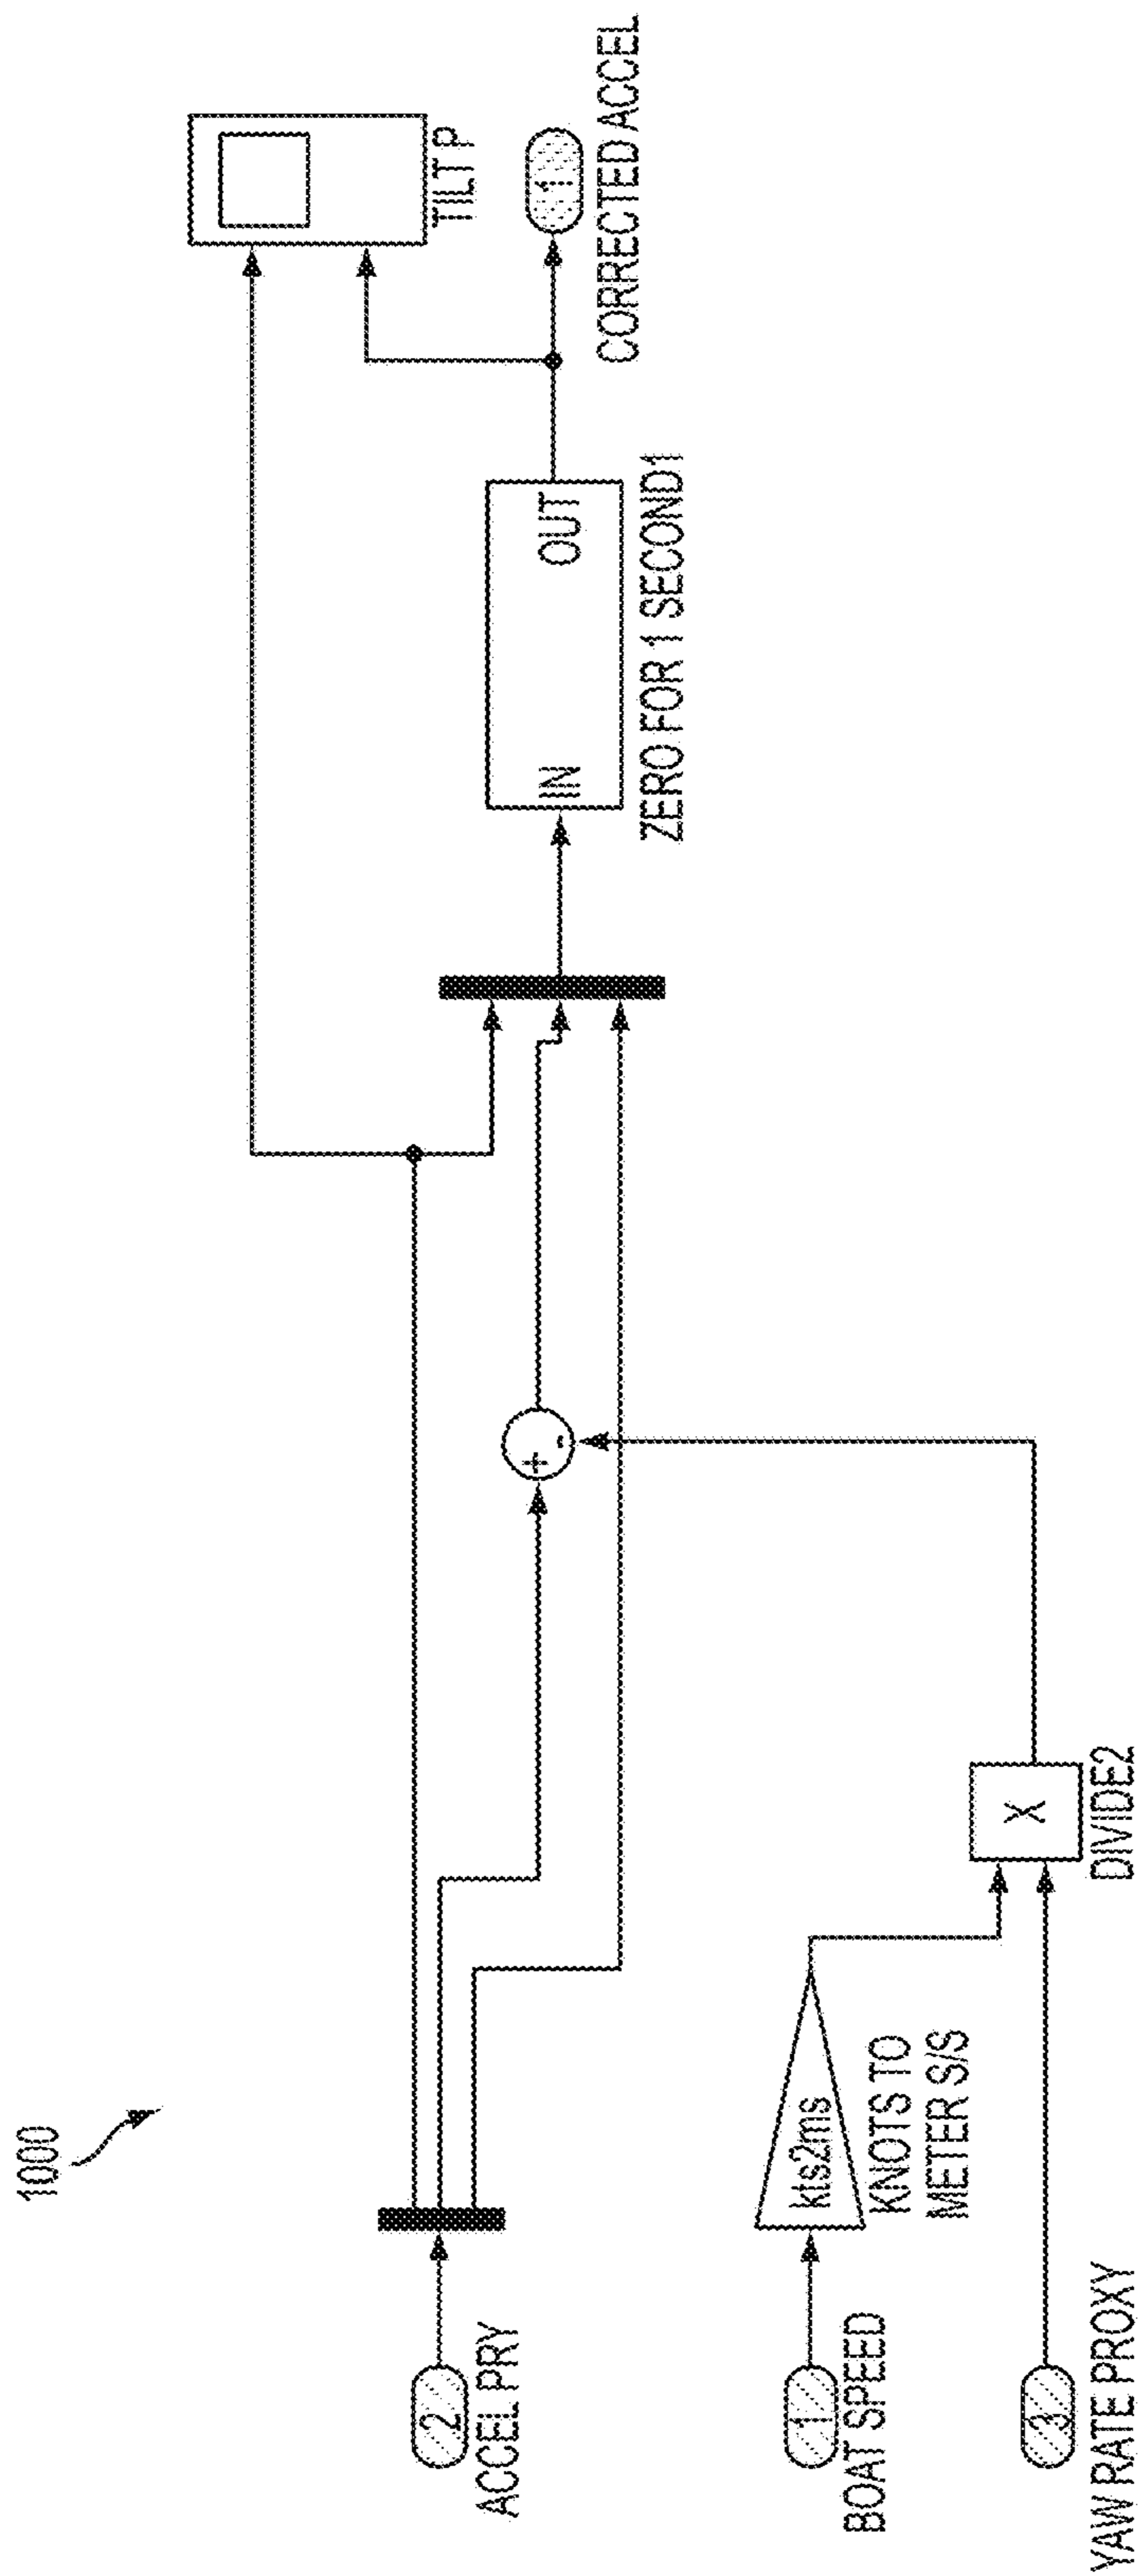 1000
TILT P
2
ACCEL PRY
+
-
IN
OUT
ZERO FOR 1 SECOND1
1
CORRECTED ACCEL
1
BOAT SPEED
kts2ms
KNOTS TO
METER S/S
3
YAW RATE PROXY
X
DIVIDE2